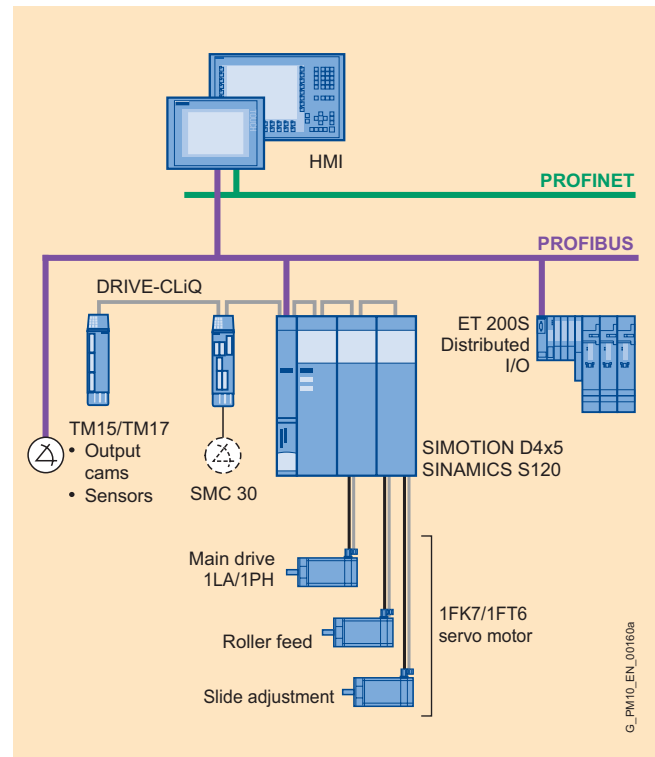 HMI
PROFINET
PROFIBUS
DRIVE-CLiQ
ET 200S
Distributed
I/O
TM15/TM17
• Output
cams
• Sensors
SMC 30
SIMOTION D4x5
SINAMICS S120
Main drive
1LA/1PH
Roller feed
Slide adjustment
1FK7/1FT6
servo motor
G_PM10_EN_00160a